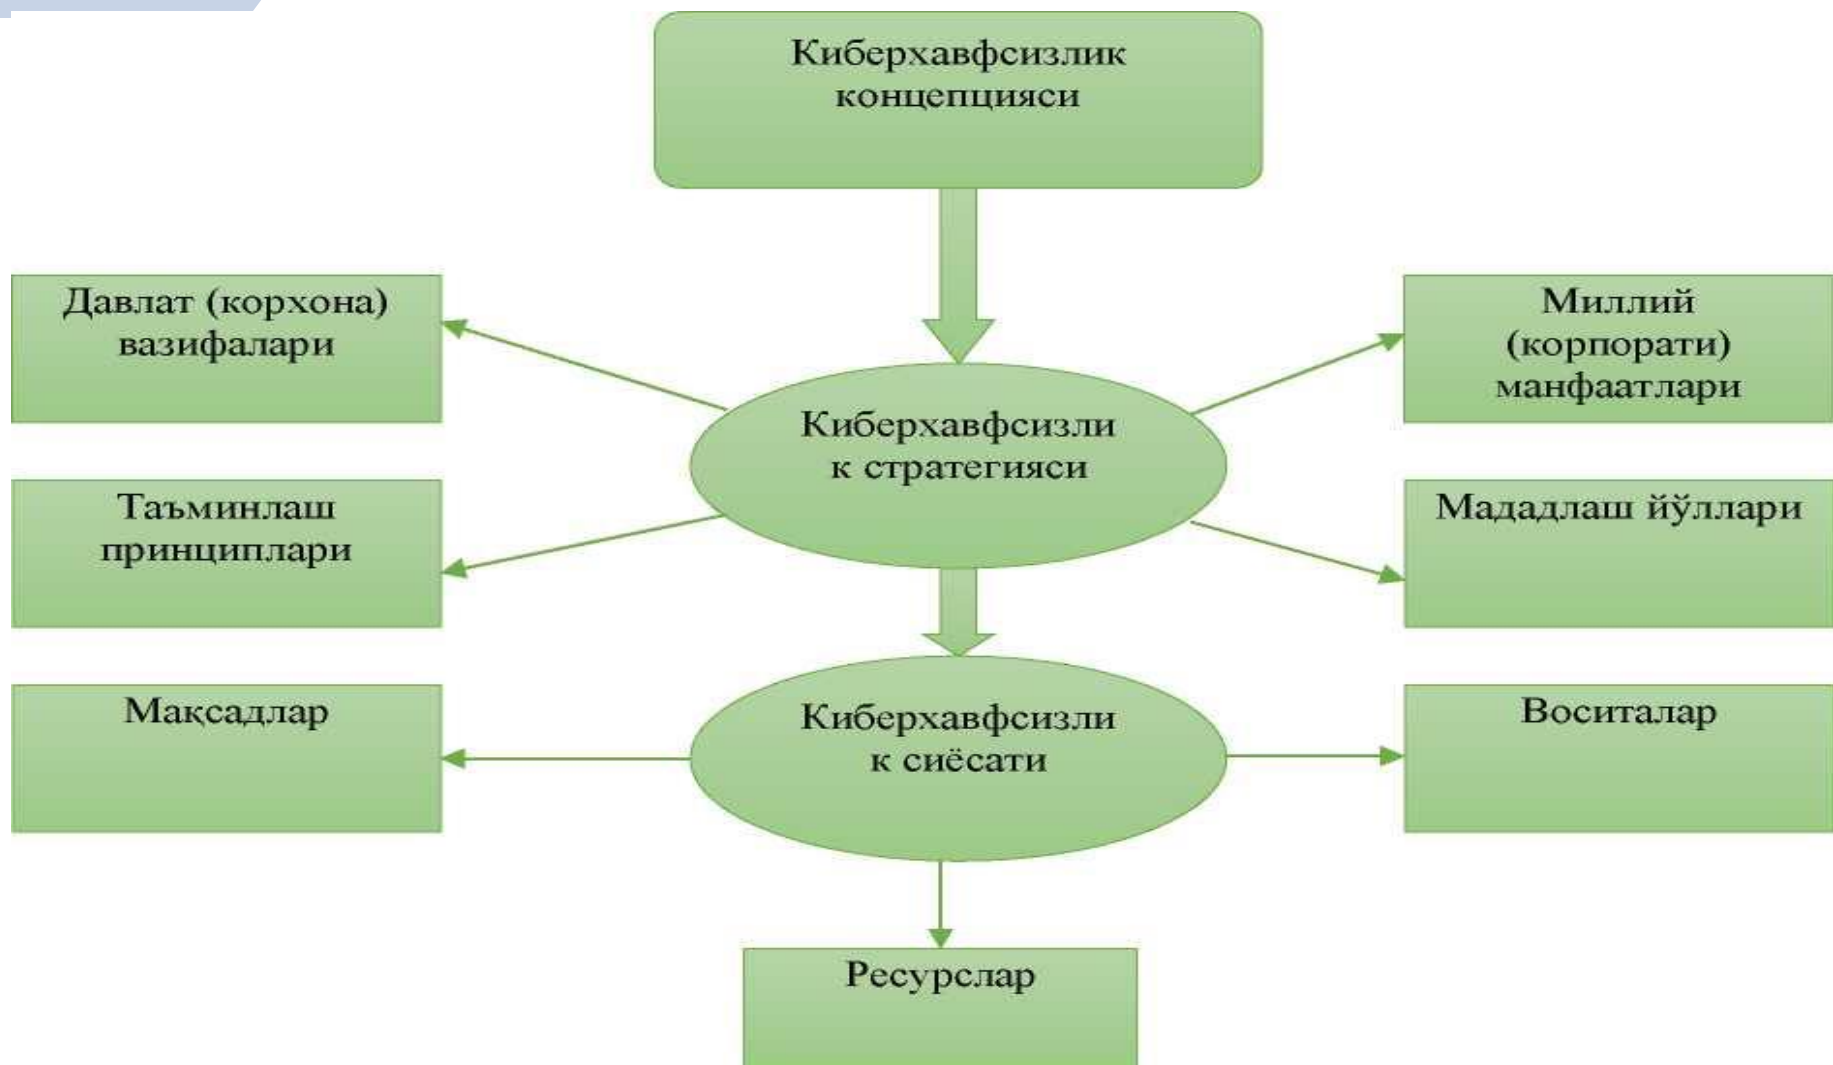 Киберхавфсизлик
концепцияси
Давлат (корхона)
вазифалари
Миллий
(корпорати)
манфаатлари
Киберхавфсизли
к стратегияси
Таъминлаш
принциплари
Мададлаш йўллари
Мақсадлар
Киберхавфсизли
к сиёсати
Воситалар
Ресурслар